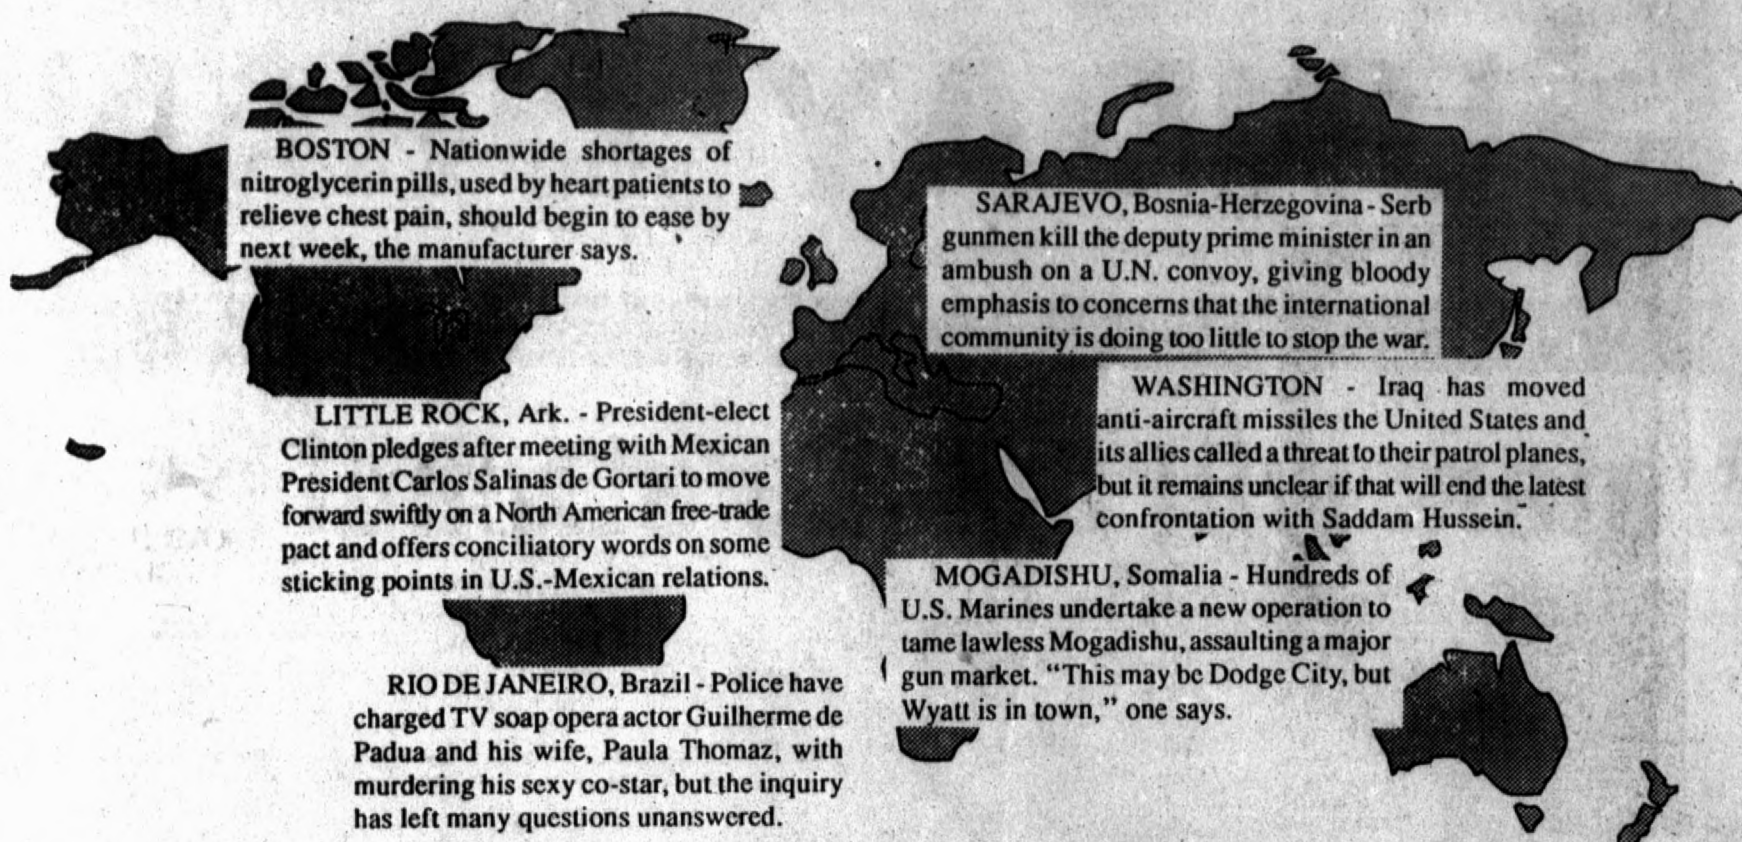 BOSTON - Nationwide shortages of
nitroglycerin pills, used by heart patients to
relieve chest pain, should begin to ease by
next week, the manufacturer says.
SARAJEVO, Bosnia-Herzegovina - Serb
gunmen kill the deputy prime minister in an
ambush on a U.N. convoy, giving bloody
emphasis to concerns that the international
community is doing too little to stop the war.
LITTLE ROCK, Ark. - President-elect
Clinton pledges after meeting with Mexican
President Carlos Salinas de Gortari to move
forward swiftly on a North American free-trade
pact and offers conciliatory words on some
sticking points in U.S.-Mexican relations.
WASHINGTON - Iraq has moved
anti-aircraft missiles the United States and
its allies called a threat to their patrol planes,
but it remains unclear if that will end the latest
confrontation with Saddam Hussein.
MOGADISHU, Somalia - Hundreds of
U.S. Marines undertake a new operation to
tame lawless Mogadishu, assaulting a major
gun market. “This may be Dodge City, but
Wyatt is in town,” one says.
RIO DE JANEIRO, Brazil - Police have
charged TV soap opera actor Guilherme de
Padua and his wife, Paula Thomaz, with
murdering his sexy co-star, but the inquiry
has left many questions unanswered.